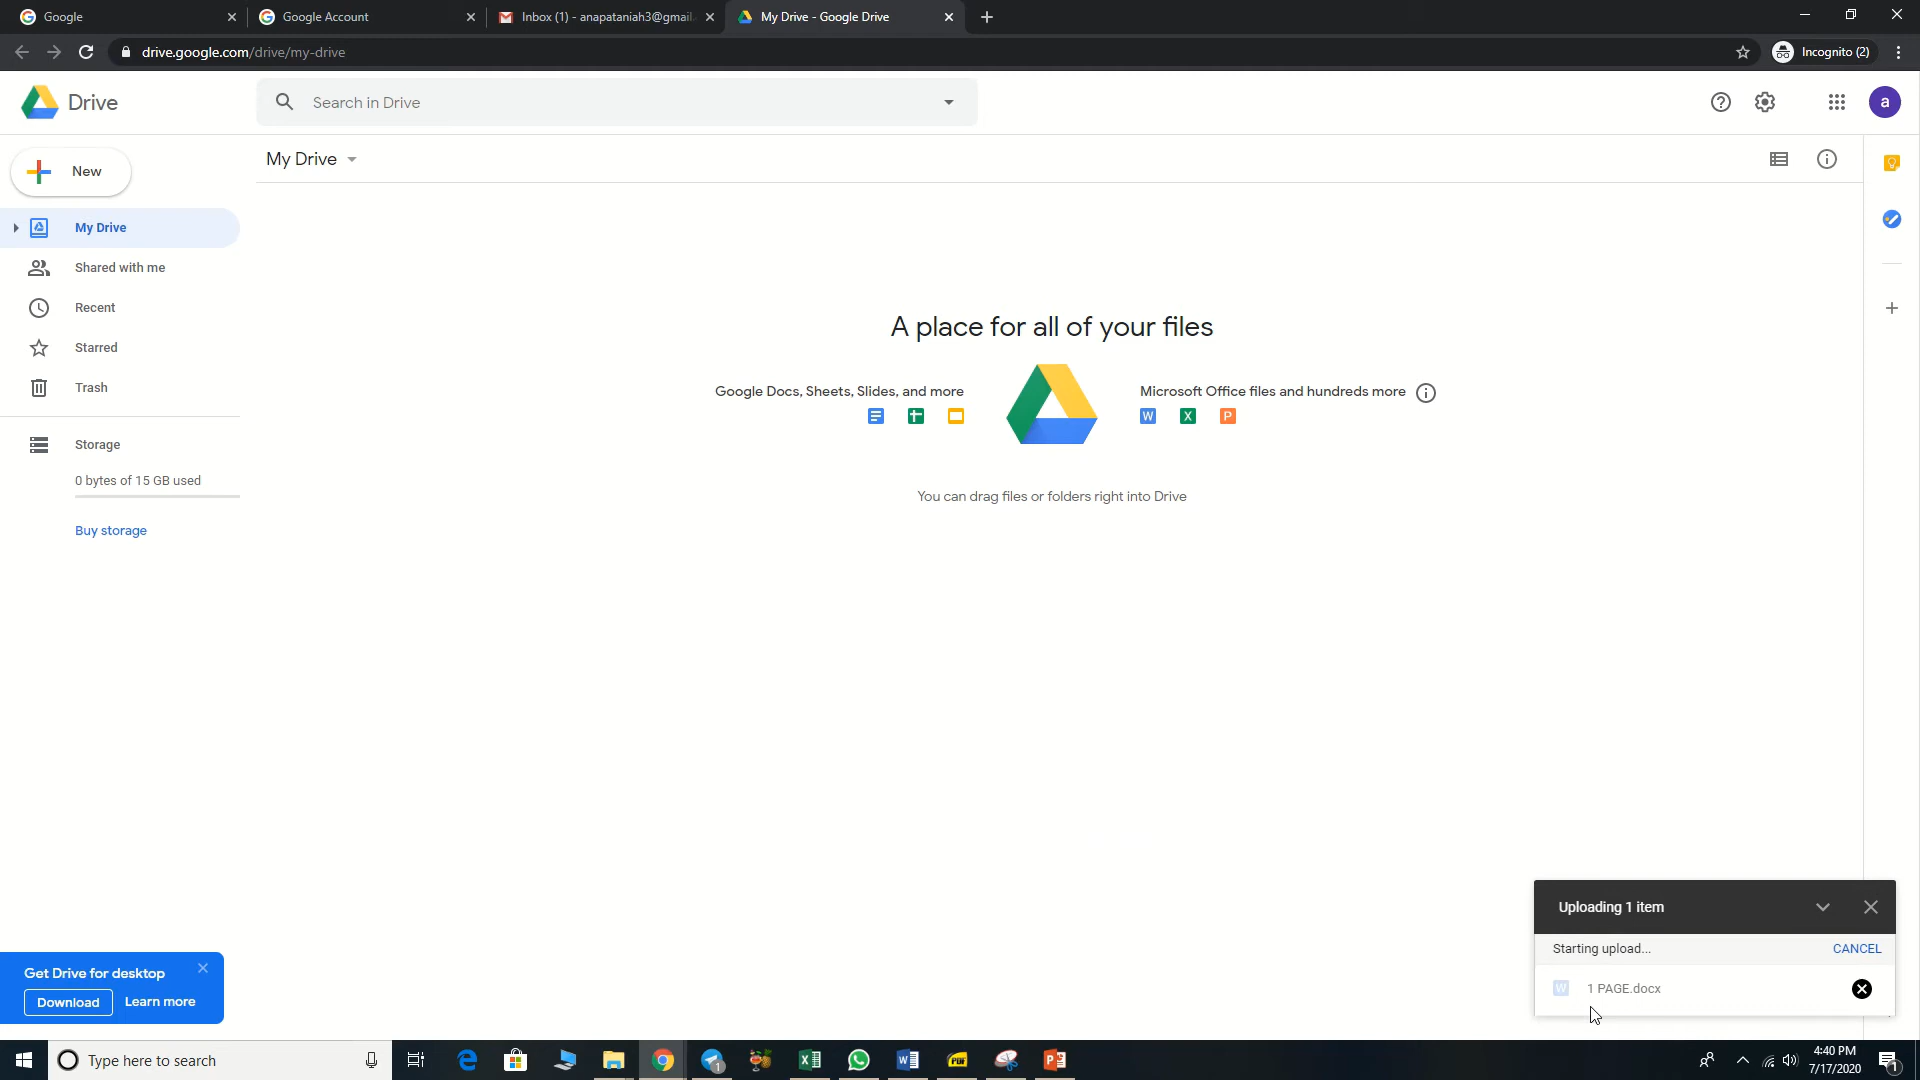 Google
Google Account
Inbox (1) - anapataniah3@gmail.
My Drive - Google Drive
drive.google.com/drive/my-drive
Incognito (2)
Drive
Search in Drive
a
New
My Drive
My Drive
Shared with me
Recent
Starred
Trash
Storage
0 bytes of 15 GB used
Buy storage
A place for all of your files
Google Docs, Sheets, Slides, and more
Microsoft Office files and hundreds more
W X P
You can drag files or folders right into Drive
Uploading 1 item
Starting upload...
CANCEL
W 1 PAGE.docx
Get Drive for desktop
Download
Learn more
Type here to search
1
PDF
4:40 PM
7/17/2020
1